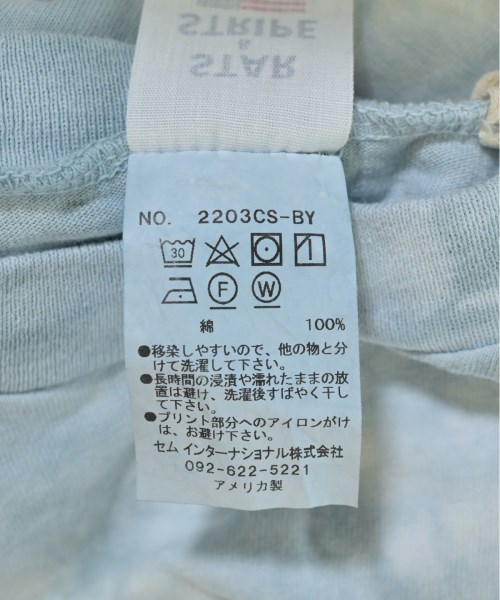 STRIPE
&
STAR
NO. 2203CS-BY
30
F W
綿 100%
●移染しやすいので、他の物と分
けて洗濯して下さい。
●長時間の浸漬や濡れたままの放
置は避け、洗濯後すばやく干し
て下さい。
●プリント部分へのアイロンがけ
は、お避け下さい。
セム インターナショナル株式会社
092-622-5221
アメリカ製